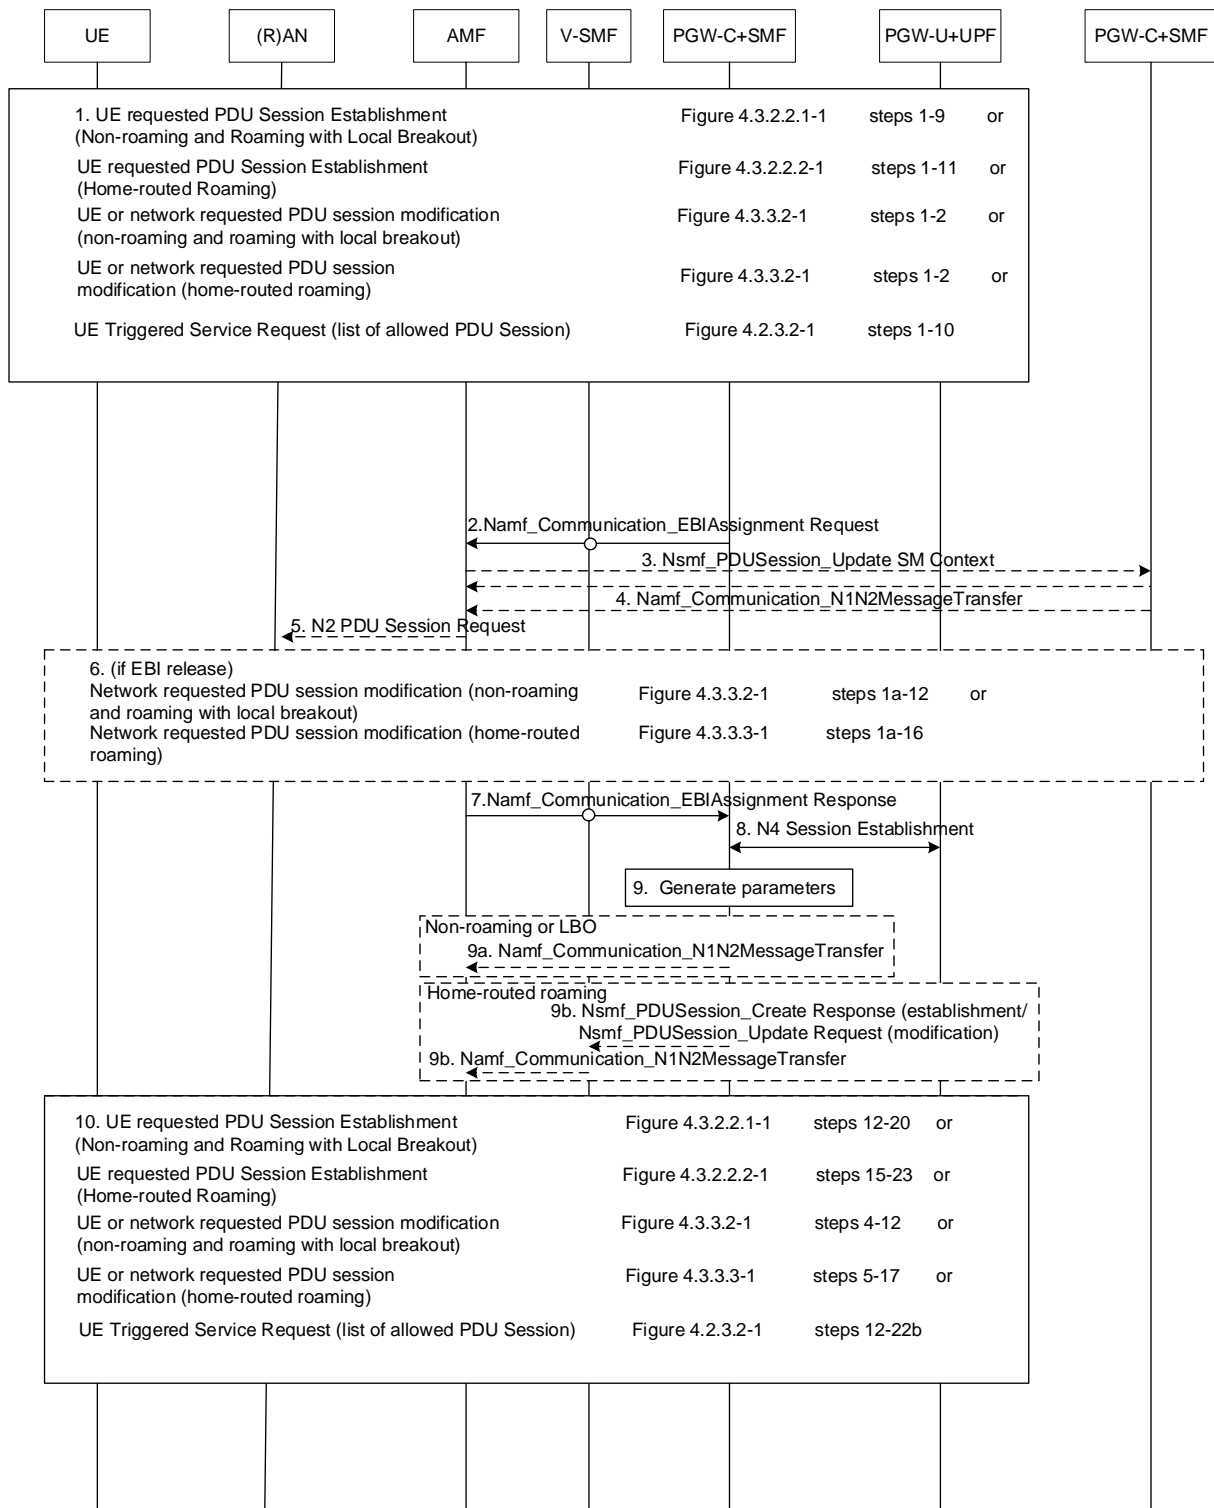 UE (R)AN AMF V-SMF PGW-C+SMF PGW-U+UPF PGW-C+SMF
1. UE requested PDU Session Establishment Figure 4.3.2.2.1-1 steps 1-9 or
(Non-roaming and Roaming with Local Breakout)
UE requested PDU Session Establishment Figure 4.3.2.2.2-1 steps 1-11 or
(Home-routed Roaming)
UE or network requested PDU session modification Figure 4.3.3.2-1 steps 1-2 or
(non-roaming and roaming with local breakout)
UE or network requested PDU session
modification (home-routed roaming) Figure 4.3.3.2-1 steps 1-2 or
UE Triggered Service Request (list of allowed PDU Session) Figure 4.2.3.2-1 steps 1-10
2.Namf_Communication_EBIAssignment Request
3. Nsmf_PDUSession_Update SM Context
4. Namf_Communication_N1N2MessageTransfer
5. N2 PDU Session Request
6. (if EBI release)
Network requested PDU session modification (non-roaming Figure 4.3.3.2-1 steps 1a-12 or
and roaming with local breakout)
Network requested PDU session modification (home-routed Figure 4.3.3.3-1 steps 1a-16
roaming)
7.Namf_Communication_EBIAssignment Response
8. N4 Session Establishment
9. Generate parameters
Non-roaming or LBO
9a. Namf_Communication_N1N2MessageTransfer
Home-routed roaming
9b. Nsmf_PDUSession_Create Response (establishment/
Nsmf_PDUSession_Update Request (modification)
9b. Namf_Communication_N1N2MessageTransfer
10. UE requested PDU Session Establishment Figure 4.3.2.2.1-1 steps 12-20 or
(Non-roaming and Roaming with Local Breakout)
UE requested PDU Session Establishment Figure 4.3.2.2.2-1 steps 15-23 or
(Home-routed Roaming)
UE or network requested PDU session modification Figure 4.3.3.2-1 steps 4-12 or
(non-roaming and roaming with local breakout)
UE or network requested PDU session Figure 4.3.3.3-1 steps 5-17 or
modification (home-routed roaming)
UE Triggered Service Request (list of allowed PDU Session) Figure 4.2.3.2-1 steps 12-22b